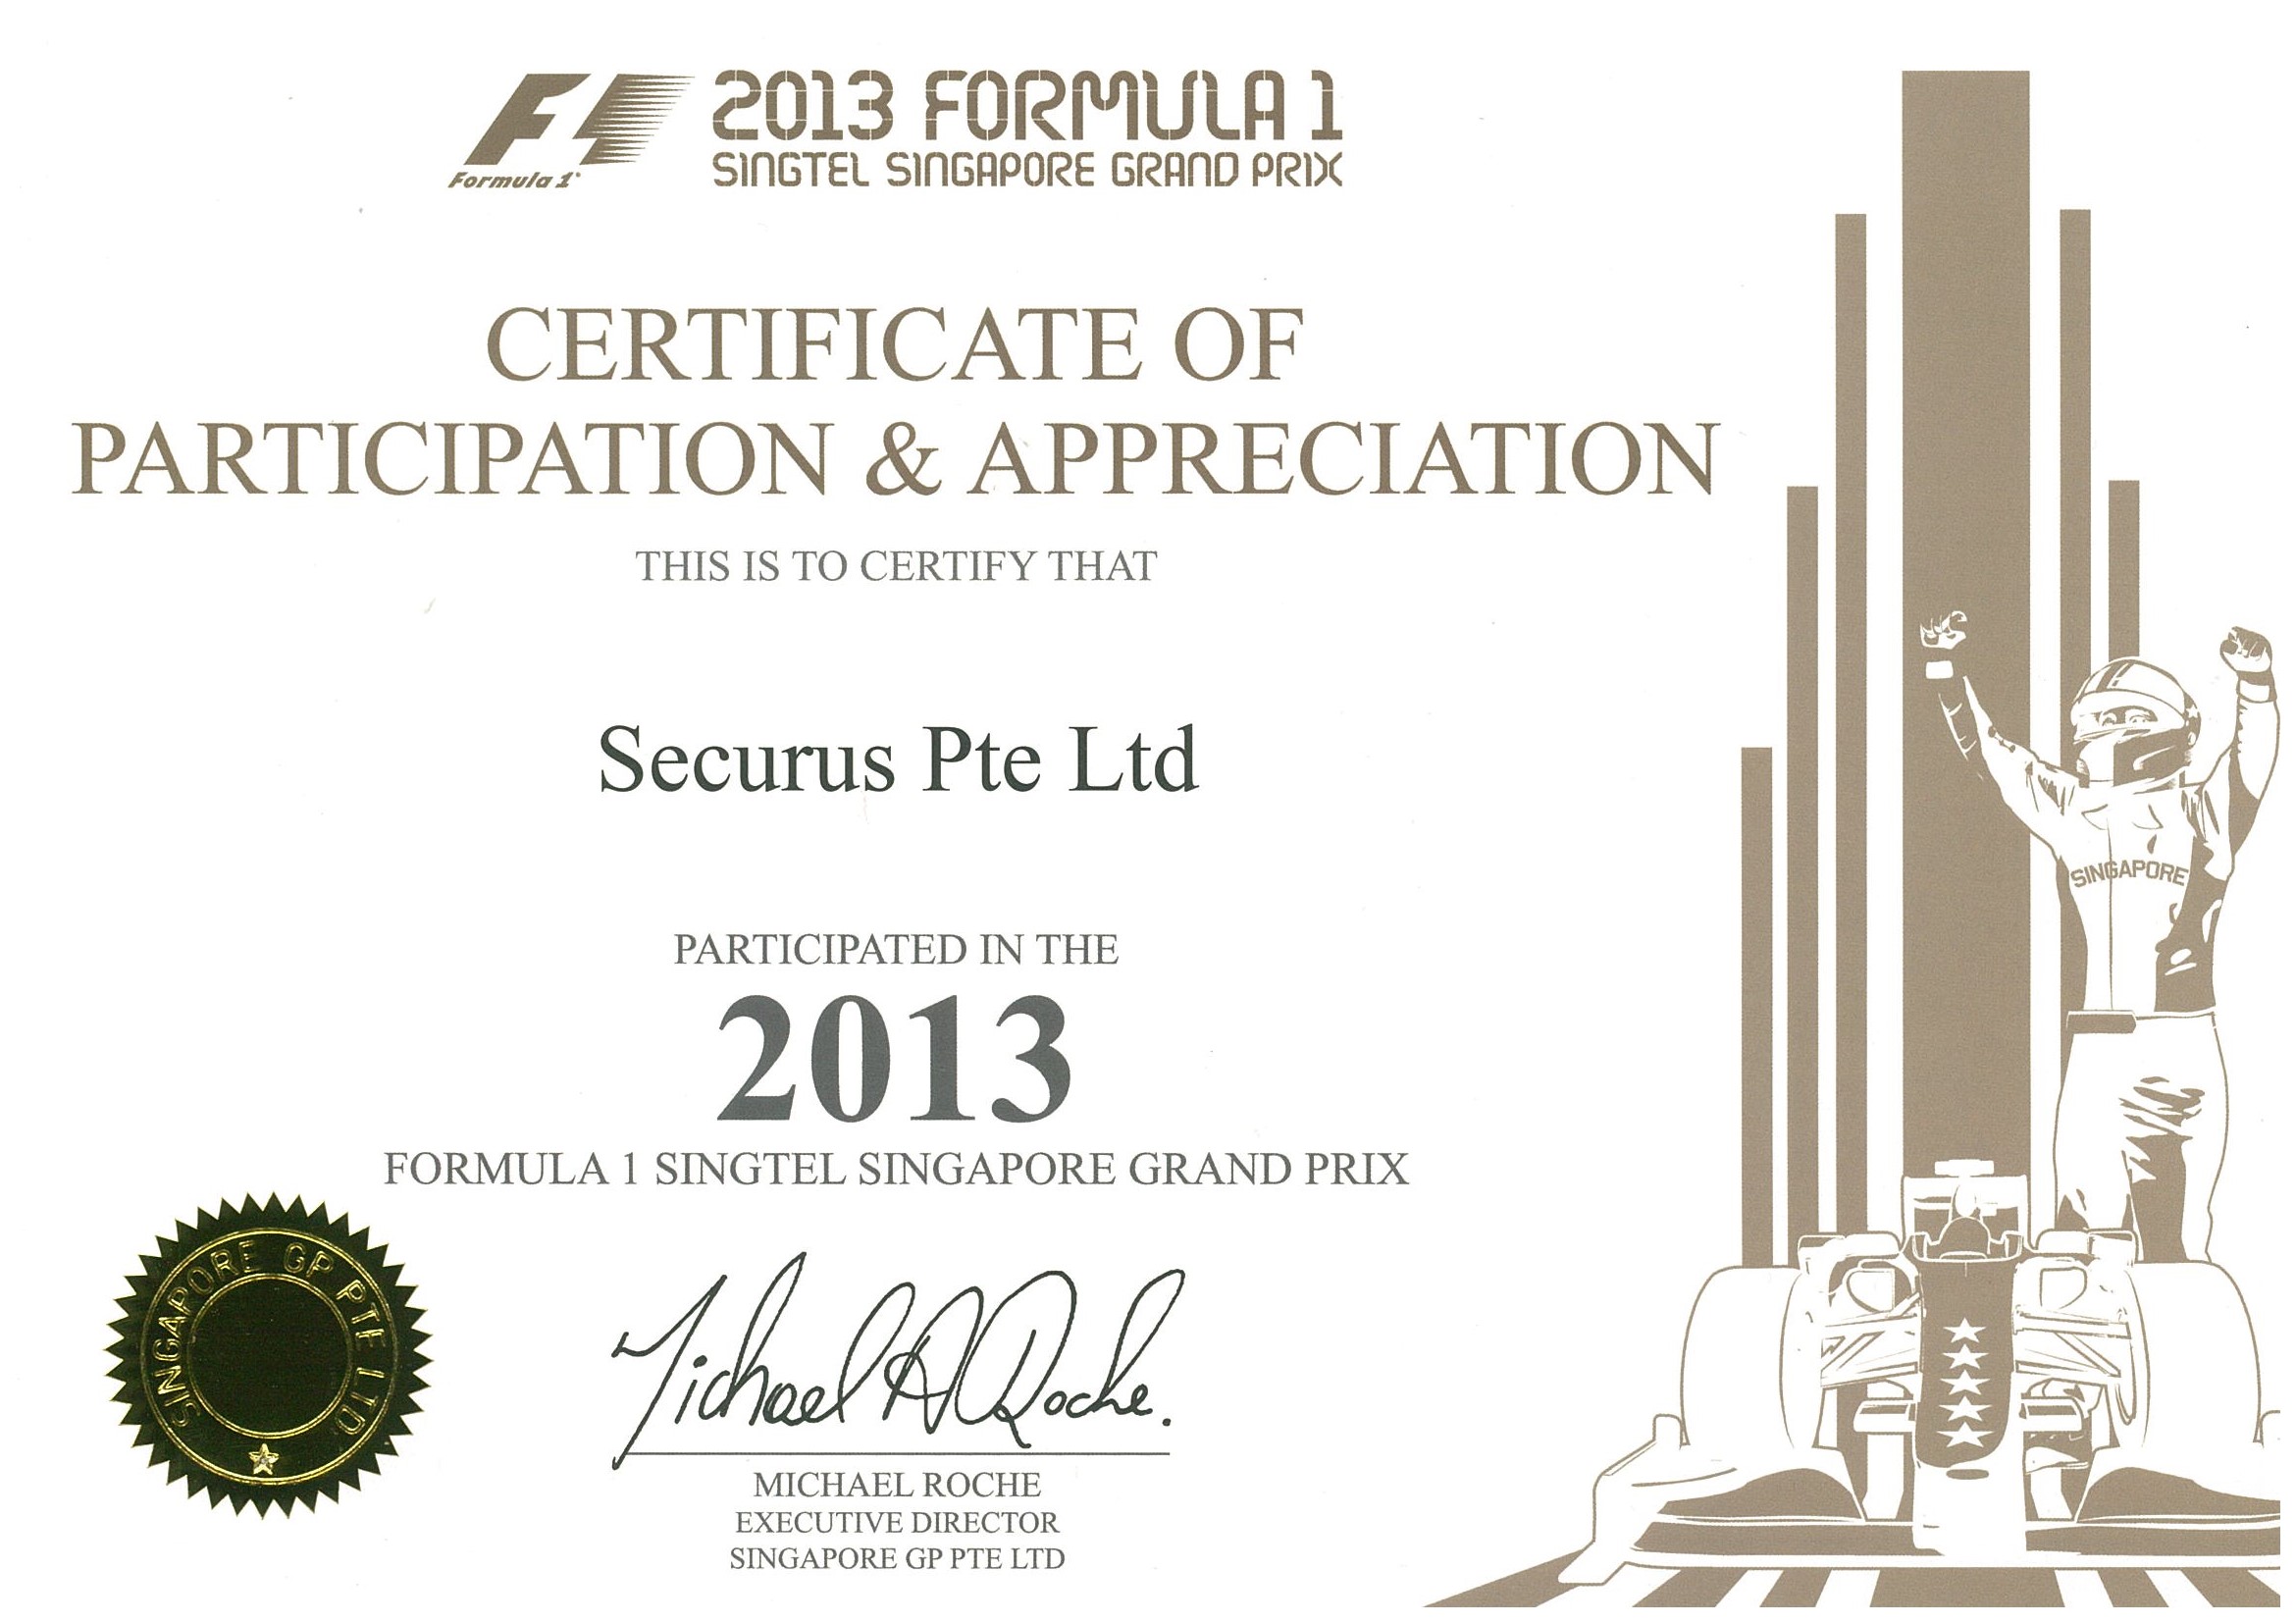 F1
Formula 1®
2013 FORMULA 1
SINGTEL SINGAPORE GRAND PRIX
CERTIFICATE OF
PARTICIPATION & APPRECIATION
THIS IS TO CERTIFY THAT
Securus Pte Ltd
PARTICIPATED IN THE
2013
FORMULA 1 SINGTEL SINGAPORE GRAND PRIX
Michael A Roche.
MICHAEL ROCHE
EXECUTIVE DIRECTOR
SINGAPORE GP PTE LTD
SINGAPORE GP PTE LTD.
SINGAPORE